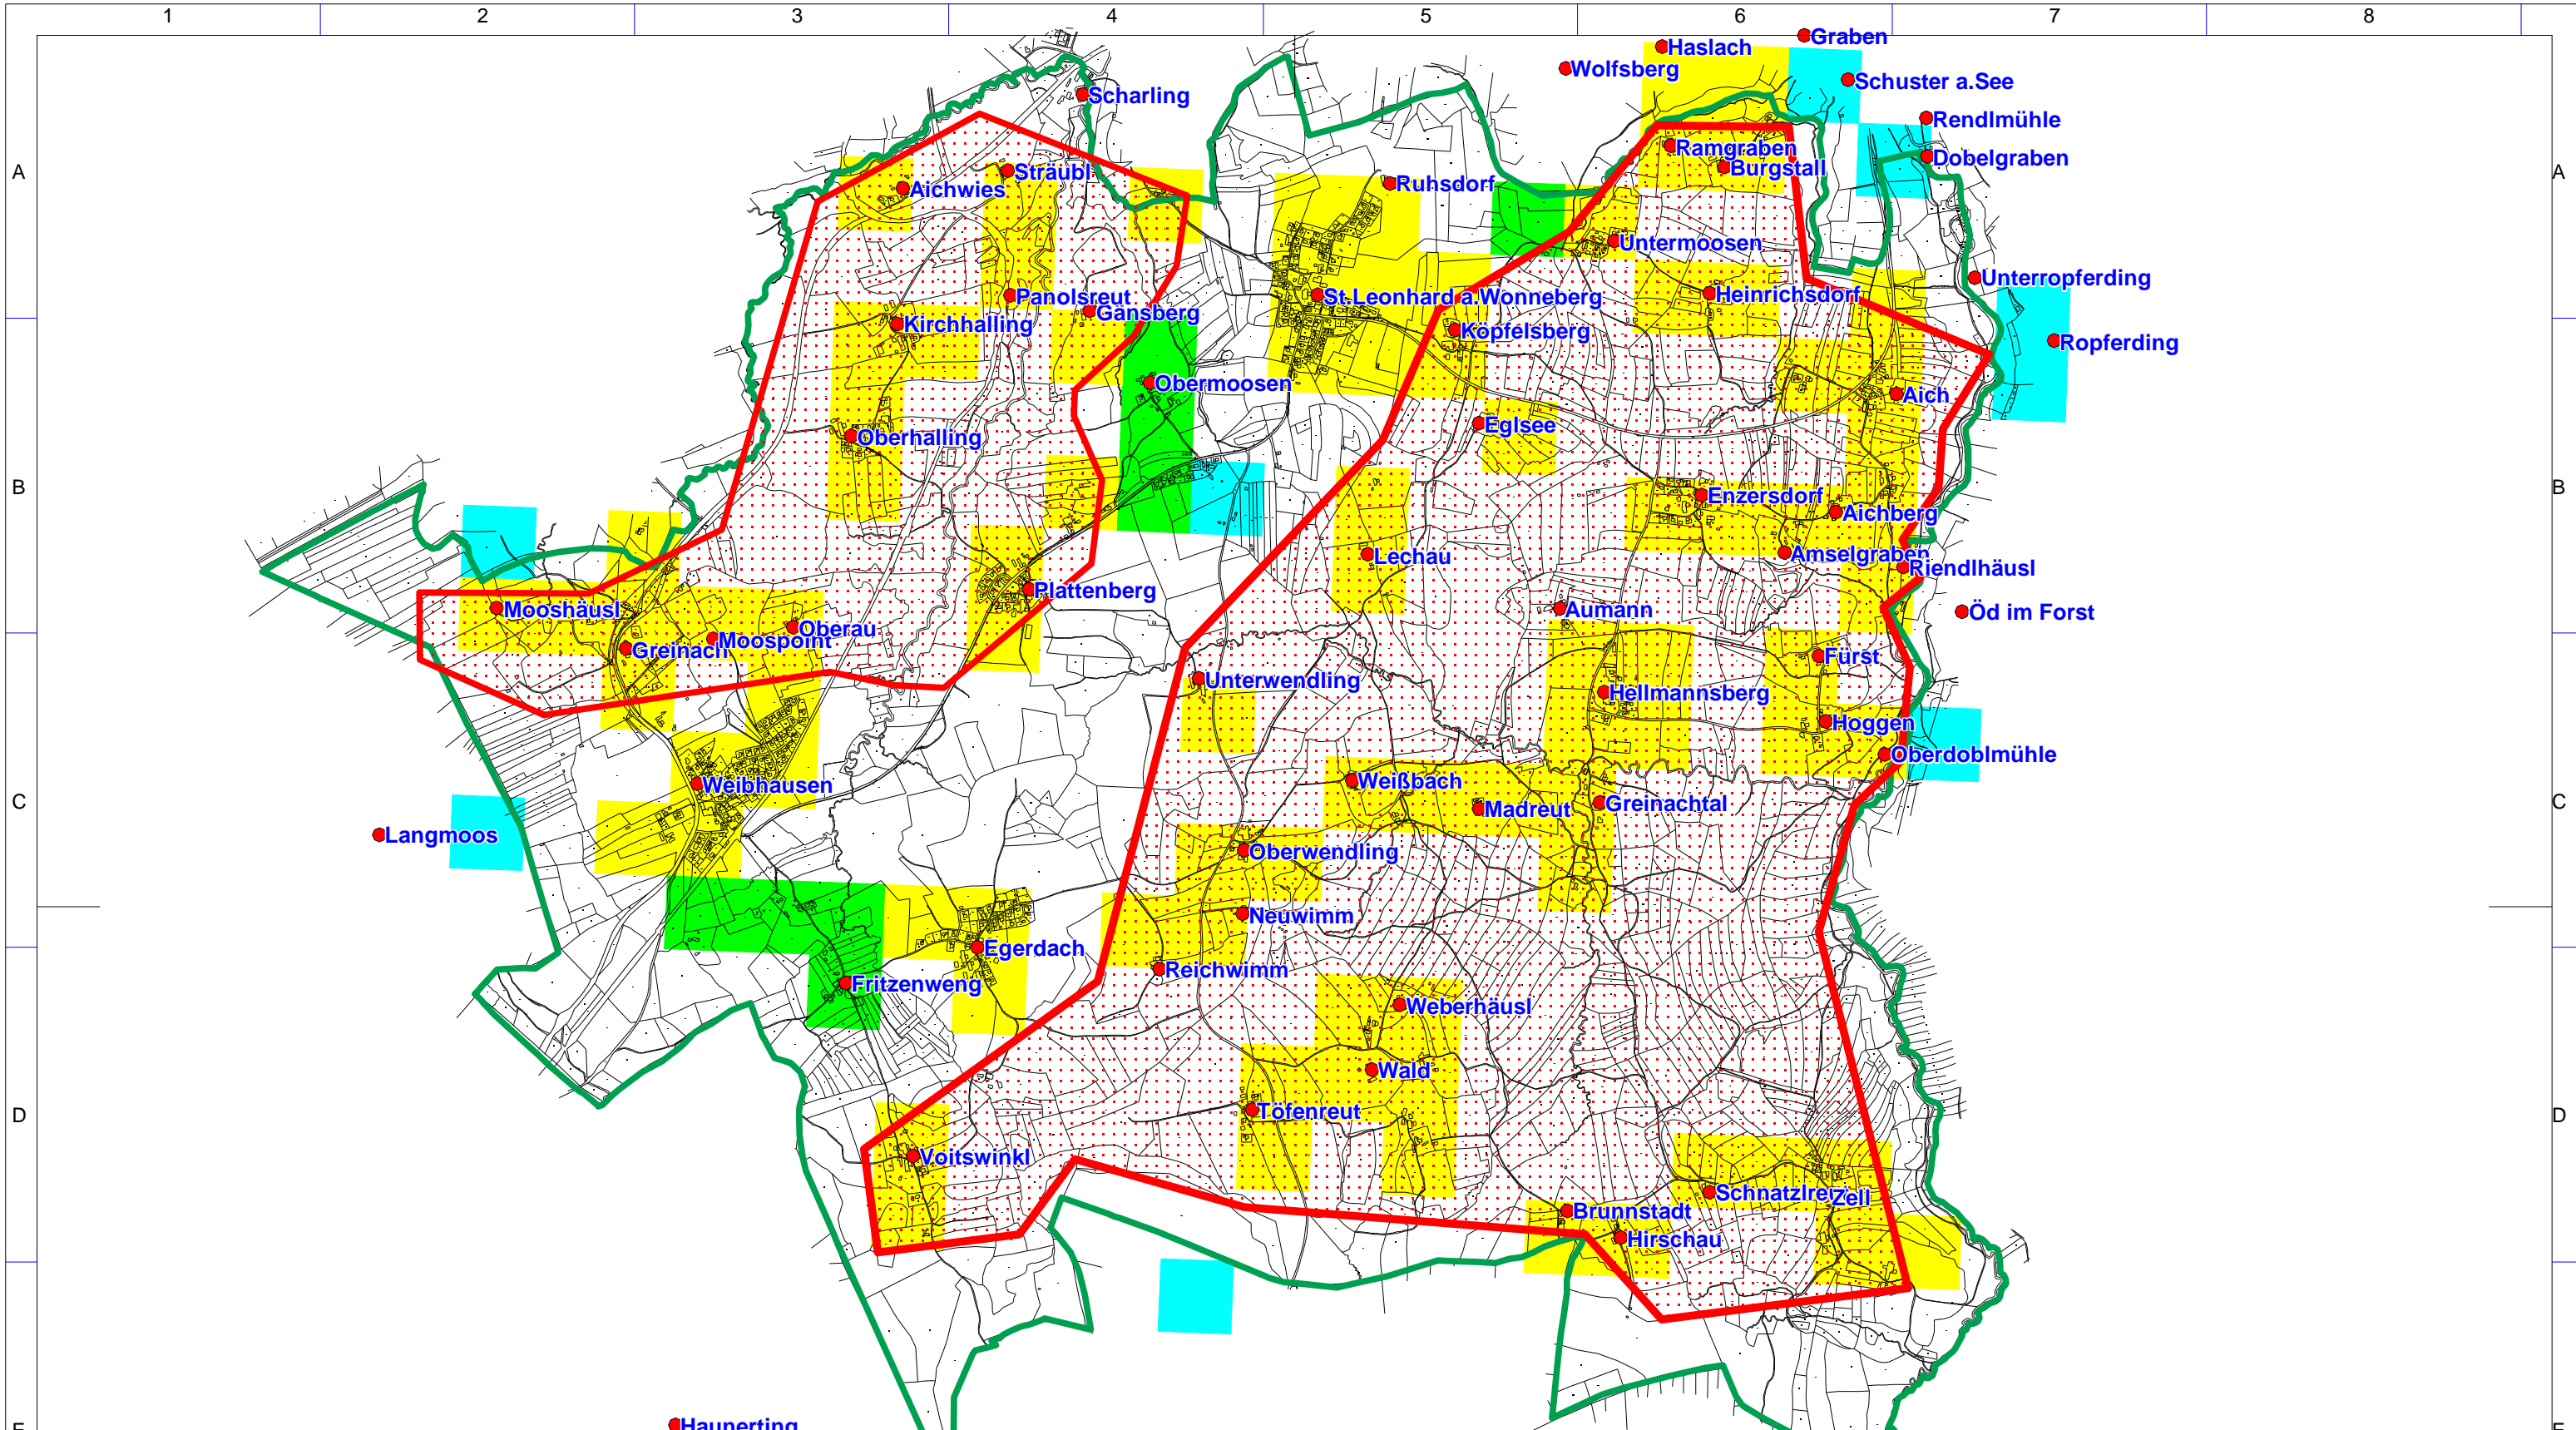 1 2 3 4 5 6 7 8
Graben
Haslach
Wolfsberg
Schuster a.See
Scharling
Rendlmühle
Ramgraben
Dobelgraben
Burgstall
A A
Sträubl
Ruhsdorf
Aichwies
Untermoosen
Unterropferding
Heinrichsdorf
Panolsreut
St.Leonhard a.Wonneberg
Gänsberg
Kirchhalling
Köpfelsberg
Ropferding
Obermoosen
Aich
Eglsee
Oberhalling
B B
Enzersdorf
Aichberg
Amselgraben
Lechau
Riendlhäusl
Plattenberg
Mooshäusl
Aumann
Öd im Forst
Oberau
Moospoint
Greinach
Fürst
Unterwendling
Hellmannsberg
Hoggen
Oberdoblmühle
Weißbach
Weibhausen
C C
Greinachtal
Madreut
Langmoos
Oberwendling
Neuwimm
Egerdach
Reichwimm
Fritzenweng
Weberhäusl
Wald
Töfenreut
D D
Voitswinkl
Schnatzlreut
Zell
Brunnstadt
Hirschau
Haunerting
E E